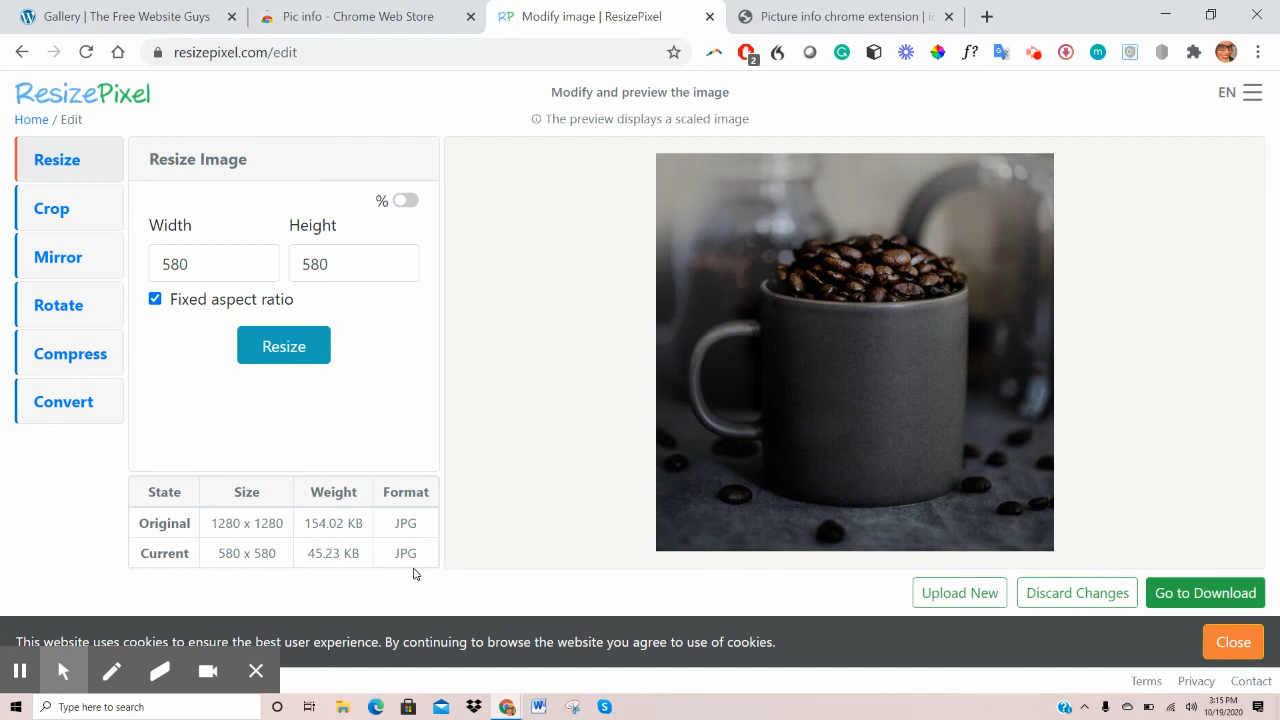 Gallery | The Website Guys
Pic info - Chrome Web Store
RP Modify image | ResizePixel
Picture info chrome extension | ic
resizepixel.com/edit
2
f?
m
ResizePixel
Modify and preview the image
EN
Home / Edit
The preview displays a scaled image
Resize
Crop
Mirror
Rotate
Compress
Convert
Resize Image
%
Width Height
580 580
Fixed aspect ratio
Resize
State Size Weight Format
Original 1280 x 1280 154.02 KB JPG
Current 580 x 580 45.23 KB JPG
Upload New Discard Changes Go to Download
This website uses cookies to ensure the best user experience. By continuing to browse the website you agree to use of cookies.
Close
Terms Privacy Contact
Type here to search
3:15 PM
10/19/2020